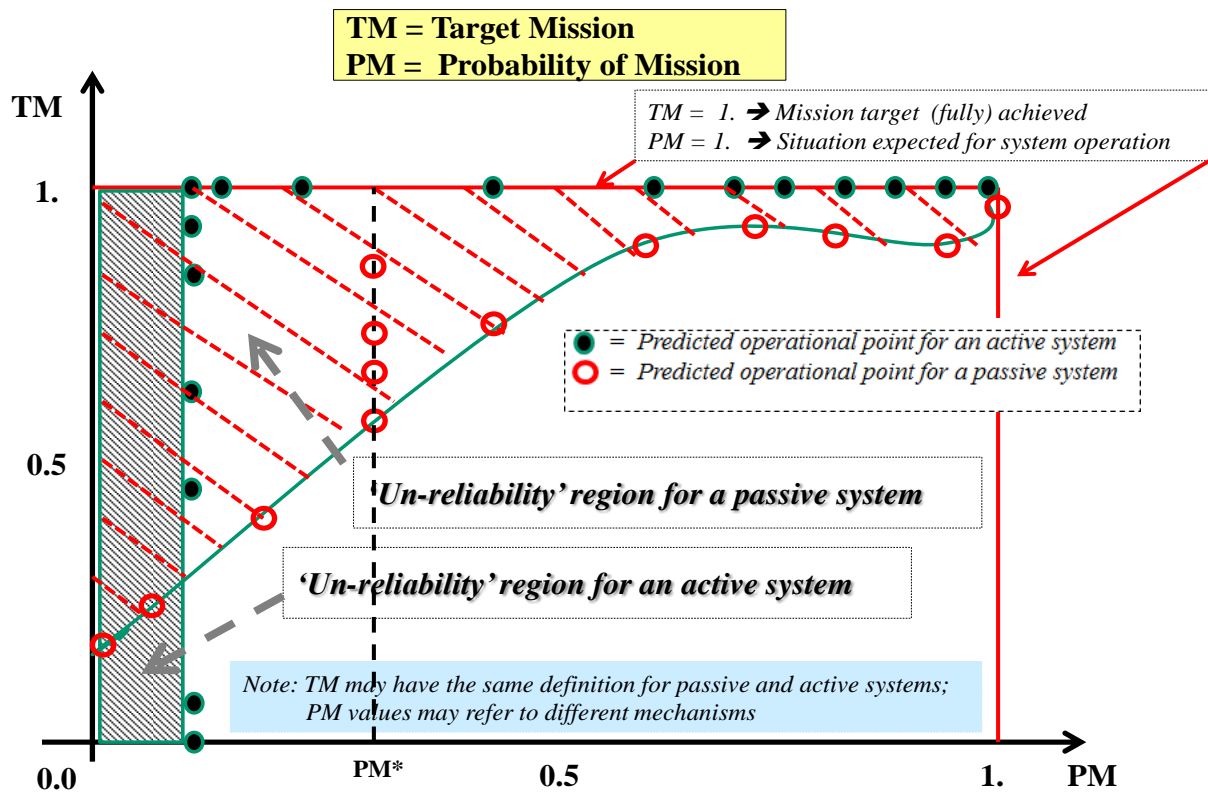 TM = Target Mission
PM = Probability of Mission
TM
TM = 1. ➔ Mission target (fully) achieved
PM = 1. ➔ Situation expected for system operation
1.
= Predicted operational point for an active system
= Predicted operational point for a passive system
0.5
‘Un-reliability’ region for a passive system
‘Un-reliability’ region for an active system
Note: TM may have the same definition for passive and active systems;
PM values may refer to different mechanisms
0.0
PM*
0.5
1.
PM